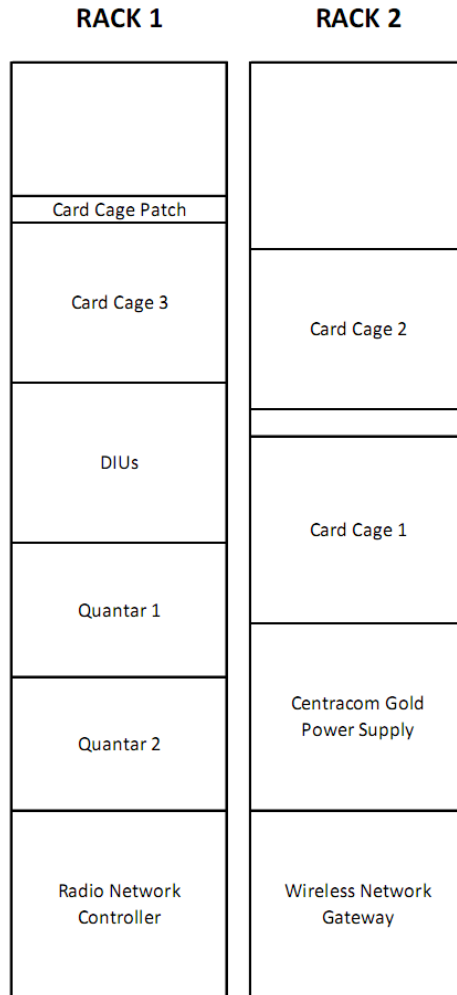 RACK 1
Card Cage Patch
Card Cage 3
DIUs
Quantar 1
Quantar 2
Radio Network
Controller
RACK 2
Card Cage 2
Card Cage 1
Centracom Gold
Power Supply
Wireless Network
Gateway